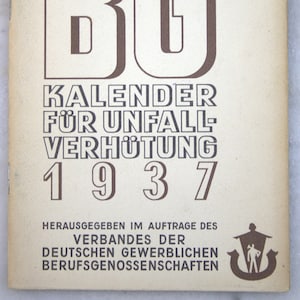 BG
KALENDER
FÜR UNFALL-
VERHÜTUNG
1937
HERAUSGEGEBEN IM AUFTRAGE DES
VERBANDES DER
DEUTSCHEN GEWERBLICHEN
BERUFSGENOSSENSCHAFTEN